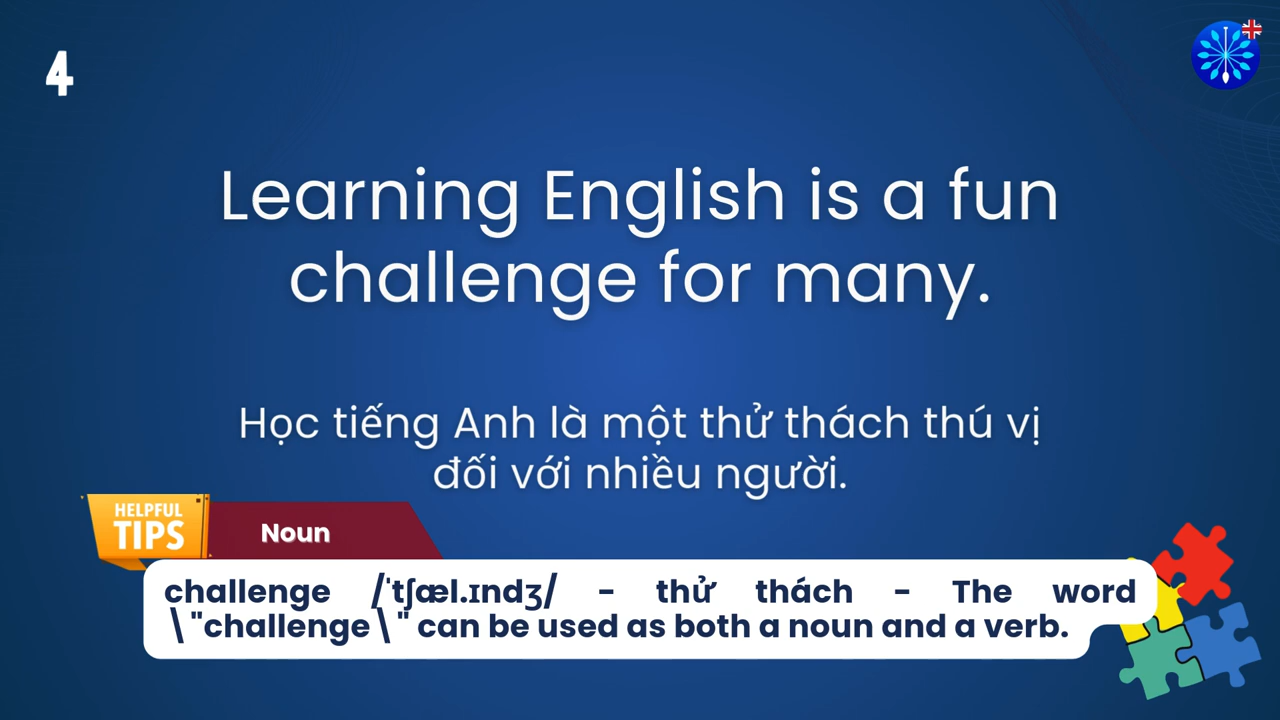 4
Learning English is a fun
challenge for many.
Học tiếng Anh là một thử thách thú vị
đối với nhiều người.
HELPFUL
TIPS
Noun
challenge /ˈtʃæl.ɪndʒ/ - thử thách - The word
\"challenge\" can be used as both a noun and a verb.